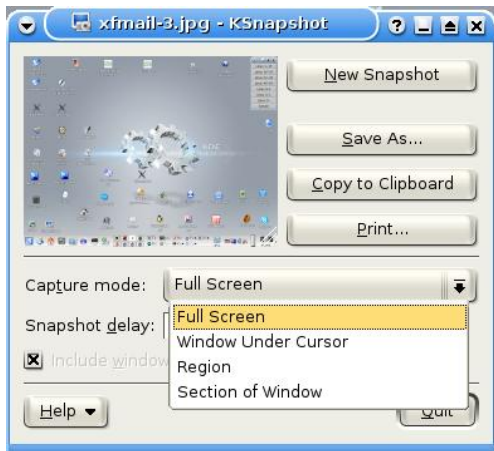 xfmail-3.jpg - KSnapshot
New Snapshot
Save As...
Copy to Clipboard
Print...
Capture mode: Full Screen
Snapshot delay:
Full Screen
Window Under Cursor
Region
Section of Window
Include window
Help
Quit